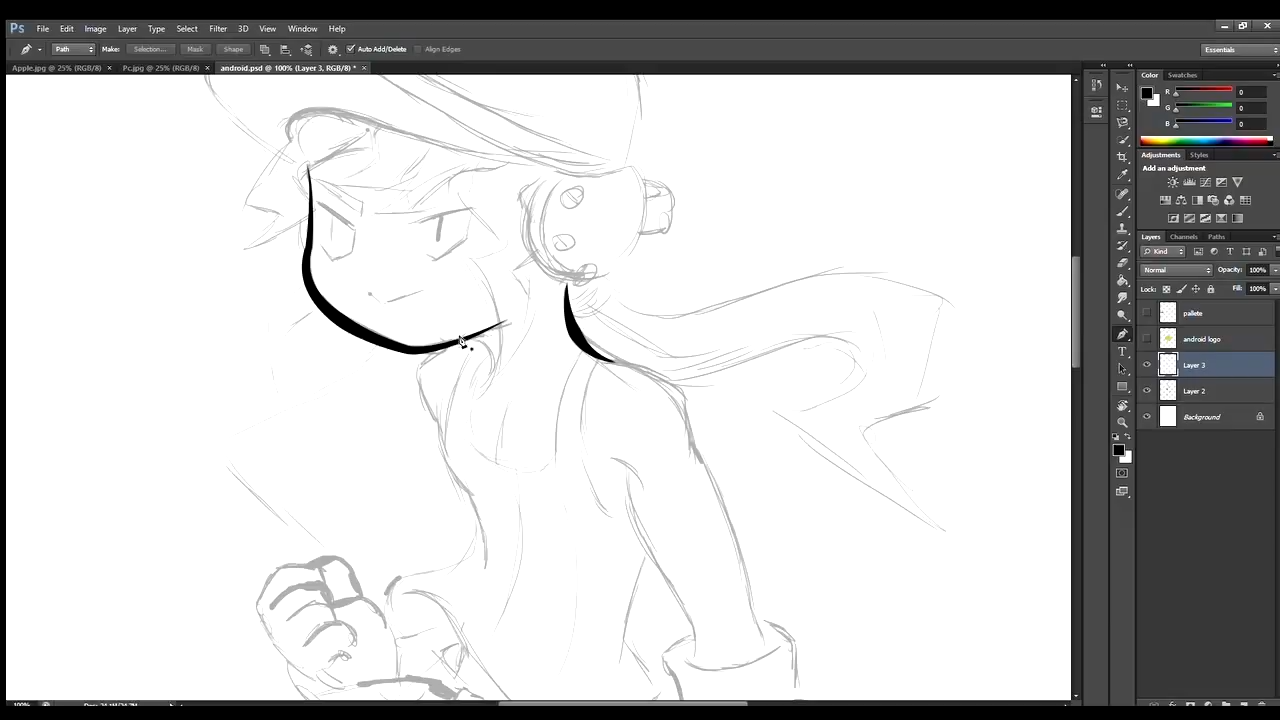 Ps File Edit Image Layer Type Select Filter 3D View Window Help
Path Make: Selection... Mask Shape Auto Add/Delete Align Edges Essentials
Apple.jpg @ 25% (RGB/8) × Pc.jpg @ 25% (RGB/8) × android.psd @ 100% (Layer 3, RGB/8) * ×
Color Swatches
R 0
G 0
B 0
Adjustments Styles
Add an adjustment
Layers Channels Paths
Kind
Normal Opacity: 100%
Lock: Fill: 100%
pallete
android logo
Layer 3
Layer 2
Background
100%